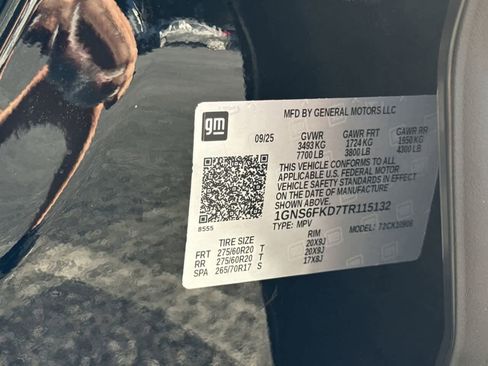 MFD BY GENERAL MOTORS LLC
gm
09/25 GVWR GAWR FRT GAWR RR
3493 KG 1724 KG 1950 KG
7700 LB 3800 LB 4300 LB
THIS VEHICLE CONFORMS TO ALL
APPLICABLE U.S. FEDERAL MOTOR
VEHICLE SAFETY STANDARDS IN EFFECT
ON THE DATE OF MANUFACTURE
SHOWN ABOVE.
1GNS6FKD7TR115132
8555
TYPE: MPV MODEL: 72CK10906
TIRE SIZE RIM
FRT 275/60R20 T 20X9J
RR 275/60R20 T 20X9J
SPA 265/70R17 S 17X8J